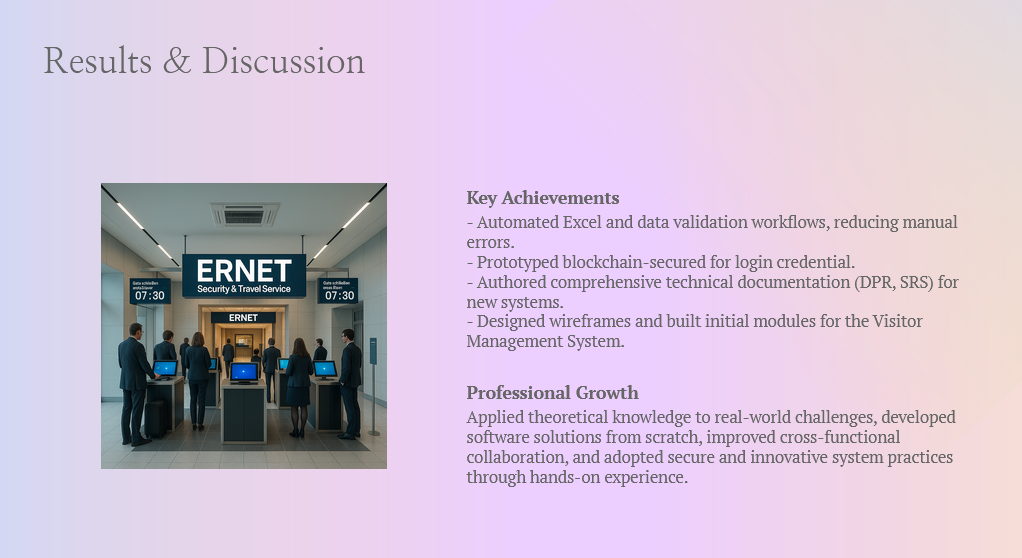 Results & Discussion
ERNET
Security & Travel Service
07:30
07:30
ERNET
Key Achievements
- Automated Excel and data validation workflows, reducing manual
errors.
- Prototyped blockchain-secured for login credential.
- Authored comprehensive technical documentation (DPR, SRS) for
new systems.
- Designed wireframes and built initial modules for the Visitor
Management System.
Professional Growth
Applied theoretical knowledge to real-world challenges, developed
software solutions from scratch, improved cross-functional
collaboration, and adopted secure and innovative system practices
through hands-on experience.